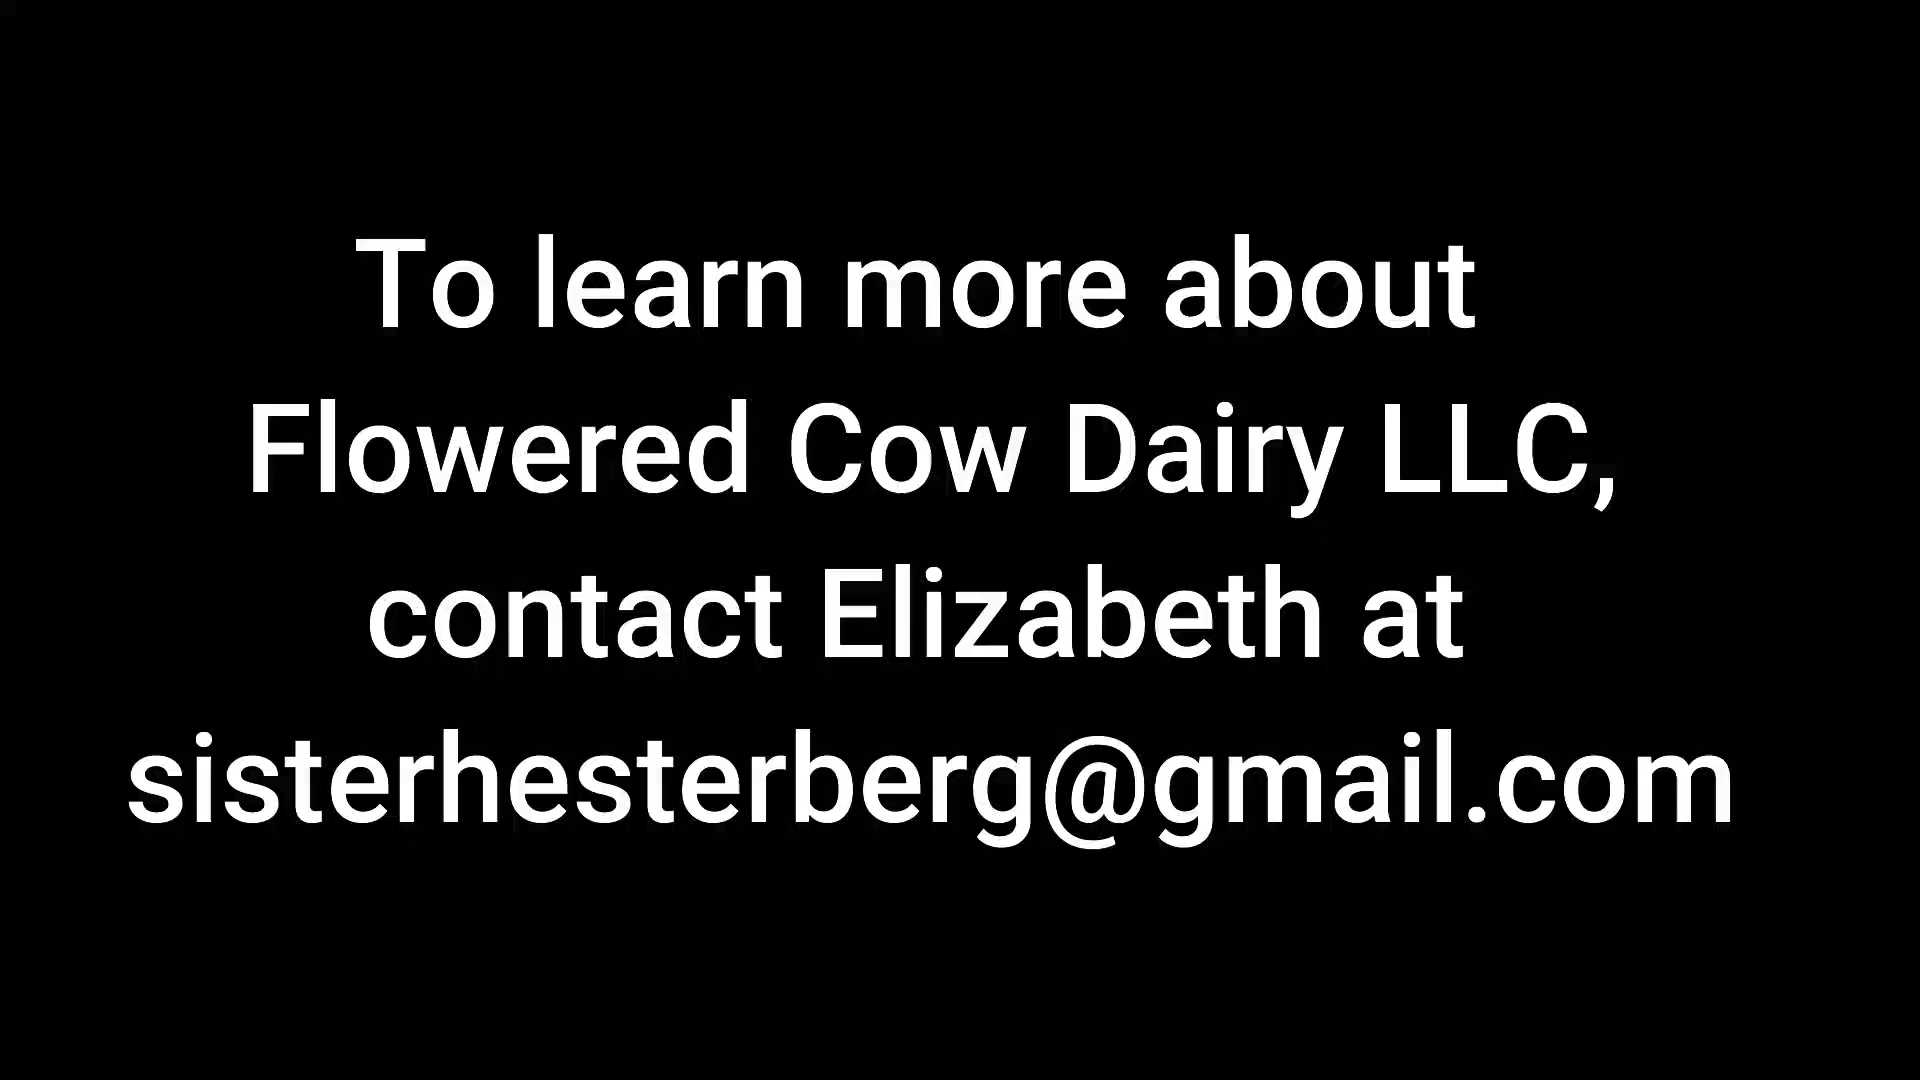 To learn more about
Flowered Cow Dairy LLC,
contact Elizabeth at
sisterhesterberg@gmail.com